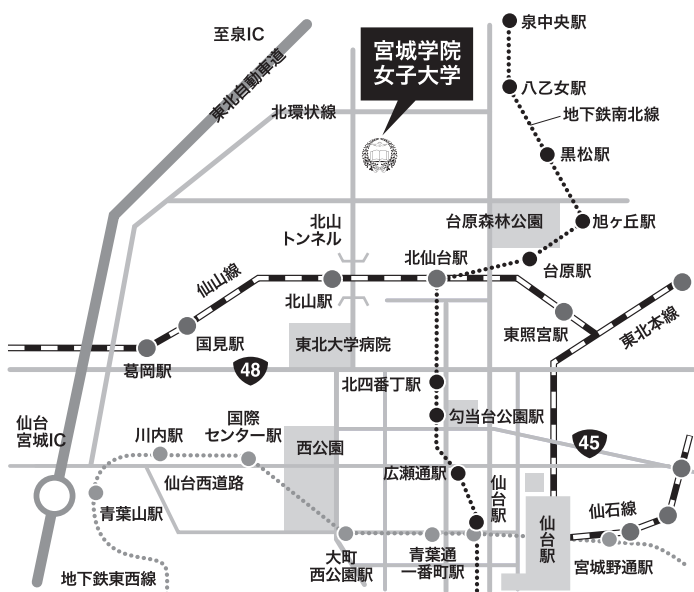 泉中央駅
至泉IC
宮城学院
女子大学
東北自動車道
八乙女駅
北環状線
地下鉄南北線
黒松駅
北山
トンネル
台原森林公園
旭ヶ丘駅
北仙台駅
台原駅
仙山線
北山駅
東照宮駅
東北本線
国見駅
東北大学病院
葛岡駅
48
北四番丁駅
仙台
宮城IC
川内駅
国際
センター駅
西公園
勾当台公園駅
45
広瀬通駅
仙台西道路
仙台駅
青葉山駅
仙台駅
仙石線
地下鉄東西線
大町
西公園駅
青葉通
一番町駅
宮城野通駅